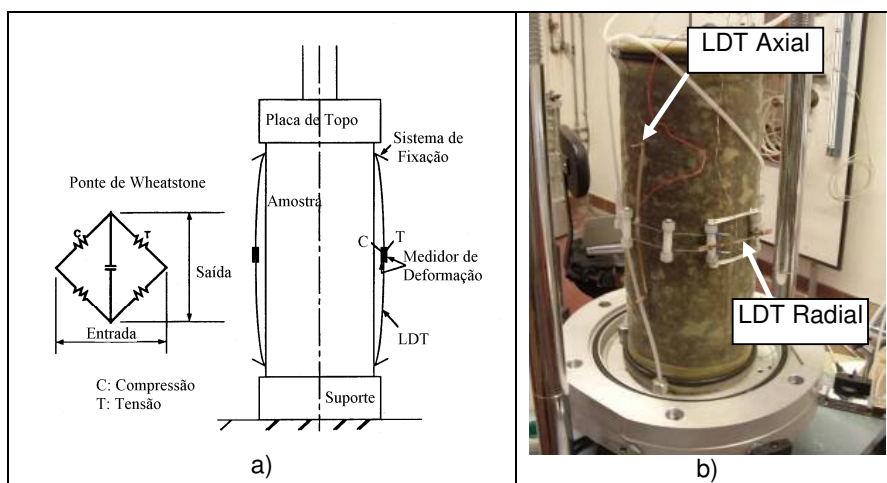 Placa de Topo
Sistema de
Fixação
Ponte de Wheatstone
Amostra
C
T
C
T
Medidor de
Deformação
Saída
Entrada
LDT
C: Compressão
T: Tensão
Suporte
a)
LDT Axial
LDT Radial
b)